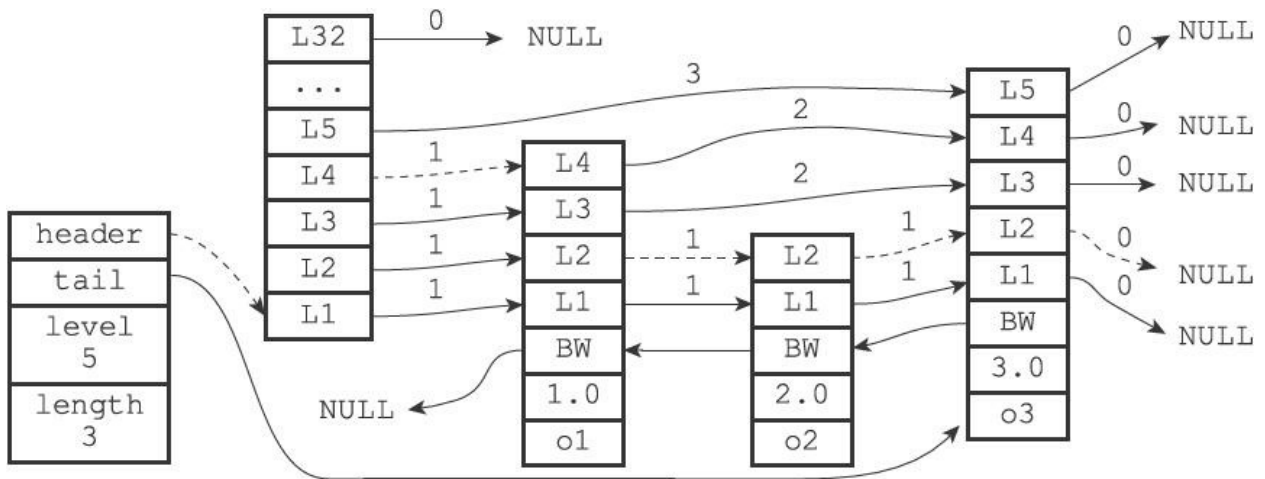 header
tail
level
5
length
3
L32
...
L5
L4
L3
L2
L1
0
NULL
3
1
1
1
1
L4
L3
L2
L1
BW
1.0
o1
NULL
2
2
1
1
L2
L1
BW
2.0
o2
1
1
L5
L4
L3
L2
L1
BW
3.0
o3
0
NULL
0
NULL
0
NULL
0
NULL
0
NULL